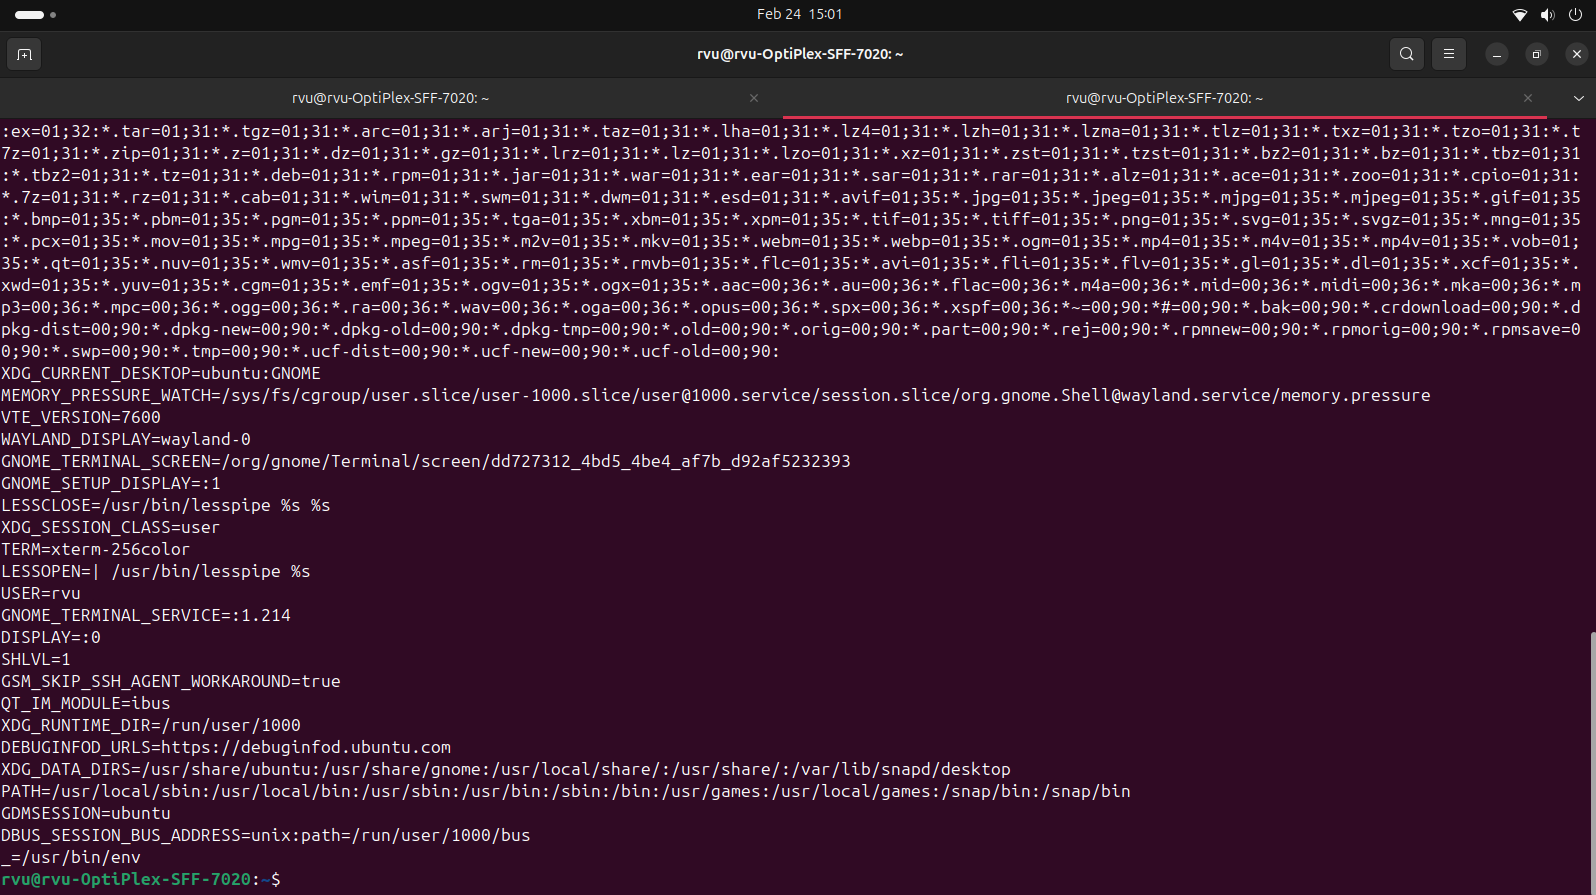 Feb 24 15:01
rvu@rvu-OptiPlex-SFF-7020: ~
rvu@rvu-OptiPlex-SFF-7020: ~
rvu@rvu-OptiPlex-SFF-7020: ~
:ex=01;32:*.tar=01;31:*.tgz=01;31:*.arc=01;31:*.arj=01;31:*.taz=01;31:*.lha=01;31:*.lz4=01;31:*.lzh=01;31:*.lzma=01;31:*.tlz=01;31:*.txz=01;31:*.tzo=01;31:*.t
7z=01;31:*.zip=01;31:*.z=01;31:*.dz=01;31:*.gz=01;31:*.lrz=01;31:*.lz=01;31:*.lzo=01;31:*.xz=01;31:*.zst=01;31:*.tzst=01;31:*.bz2=01;31:*.bz=01;31:*.tbz=01;31
:*.tbz2=01;31:*.tz=01;31:*.deb=01;31:*.rpm=01;31:*.jar=01;31:*.war=01;31:*.ear=01;31:*.sar=01;31:*.rar=01;31:*.alz=01;31:*.ace=01;31:*.zoo=01;31:*.cpio=01;31:
*.7z=01;31:*.rz=01;31:*.cab=01;31:*.wim=01;31:*.swm=01;31:*.dwm=01;31:*.esd=01;31:*.avif=01;35:*.jpg=01;35:*.jpeg=01;35:*.mjpg=01;35:*.mjpeg=01;35:*.gif=01;35
:*.bmp=01;35:*.pbm=01;35:*.pgm=01;35:*.ppm=01;35:*.tga=01;35:*.xbm=01;35:*.xpm=01;35:*.tif=01;35:*.tiff=01;35:*.png=01;35:*.svg=01;35:*.svgz=01;35:*.mng=01;35
:*.pcx=01;35:*.mov=01;35:*.mpg=01;35:*.mpeg=01;35:*.m2v=01;35:*.mkv=01;35:*.webm=01;35:*.webp=01;35:*.ogm=01;35:*.mp4=01;35:*.m4v=01;35:*.mp4v=01;35:*.vob=01;
35:*.qt=01;35:*.nuv=01;35:*.wmv=01;35:*.asf=01;35:*.rm=01;35:*.rmvb=01;35:*.flc=01;35:*.avi=01;35:*.fli=01;35:*.flv=01;35:*.gl=01;35:*.dl=01;35:*.xcf=01;35:*.
xwd=01;35:*.yuv=01;35:*.cgm=01;35:*.emf=01;35:*.ogv=01;35:*.ogx=01;35:*.aac=00;36:*.au=00;36:*.flac=00;36:*.m4a=00;36:*.mid=00;36:*.midi=00;36:*.mka=00;36:*.m
p3=00;36:*.mpc=00;36:*.ogg=00;36:*.ra=00;36:*.wav=00;36:*.oga=00;36:*.opus=00;36:*.spx=00;36:*.xspf=00;36:*~=00;90:*#=00;90:*.bak=00;90:*.crdownload=00;90:*.d
pkg-dist=00;90:*.dpkg-new=00;90:*.dpkg-old=00;90:*.dpkg-tmp=00;90:*.old=00;90:*.orig=00;90:*.part=00;90:*.rej=00;90:*.rpmnew=00;90:*.rpmorig=00;90:*.rpmsave=0
0;90:*.swp=00;90:*.tmp=00;90:*.ucf-dist=00;90:*.ucf-new=00;90:*.ucf-old=00;90:
XDG_CURRENT_DESKTOP=ubuntu:GNOME
MEMORY_PRESSURE_WATCH=/sys/fs/cgroup/user.slice/user-1000.slice/user@1000.service/session.slice/org.gnome.Shell@wayland.service/memory.pressure
VTE_VERSION=7600
WAYLAND_DISPLAY=wayland-0
GNOME_TERMINAL_SCREEN=/org/gnome/Terminal/screen/dd727312_4bd5_4be4_af7b_d92af5232393
GNOME_SETUP_DISPLAY=:1
LESSCLOSE=/usr/bin/lesspipe %s %s
XDG_SESSION_CLASS=user
TERM=xterm-256color
LESSOPEN=| /usr/bin/lesspipe %s
USER=rvu
GNOME_TERMINAL_SERVICE=:1.214
DISPLAY=:0
SHLVL=1
GSM_SKIP_SSH_AGENT_WORKAROUND=true
QT_IM_MODULE=ibus
XDG_RUNTIME_DIR=/run/user/1000
DEBUGINFOD_URLS=https://debuginfod.ubuntu.com
XDG_DATA_DIRS=/usr/share/ubuntu:/usr/share/gnome:/usr/local/share/:/usr/share/:/var/lib/snapd/desktop
PATH=/usr/local/sbin:/usr/local/bin:/usr/sbin:/usr/bin:/sbin:/bin:/usr/games:/usr/local/games:/snap/bin:/snap/bin
GDMSESSION=ubuntu
DBUS_SESSION_BUS_ADDRESS=unix:path=/run/user/1000/bus
_=/usr/bin/env
rvu@rvu-OptiPlex-SFF-7020:~$